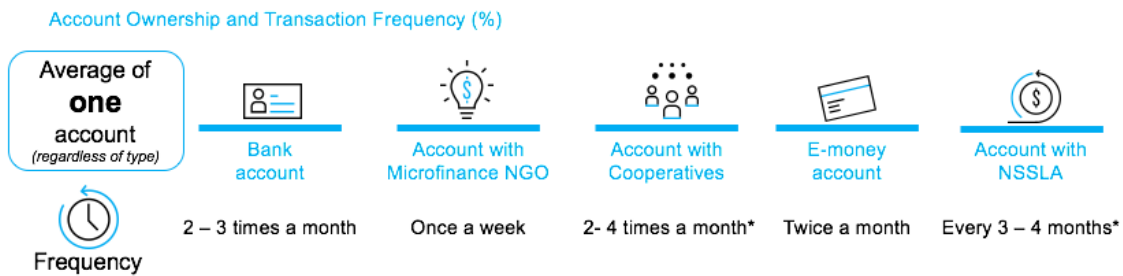 Account Ownership and Transaction Frequency (%)
Average of
one
account
(regardless of type)
Bank
account
Account with
Microfinance NGO
Account with
Cooperatives
E-money
account
Account with
NSSLA
Frequency
2 – 3 times a month
Once a week
2- 4 times a month*
Twice a month
Every 3 – 4 months*